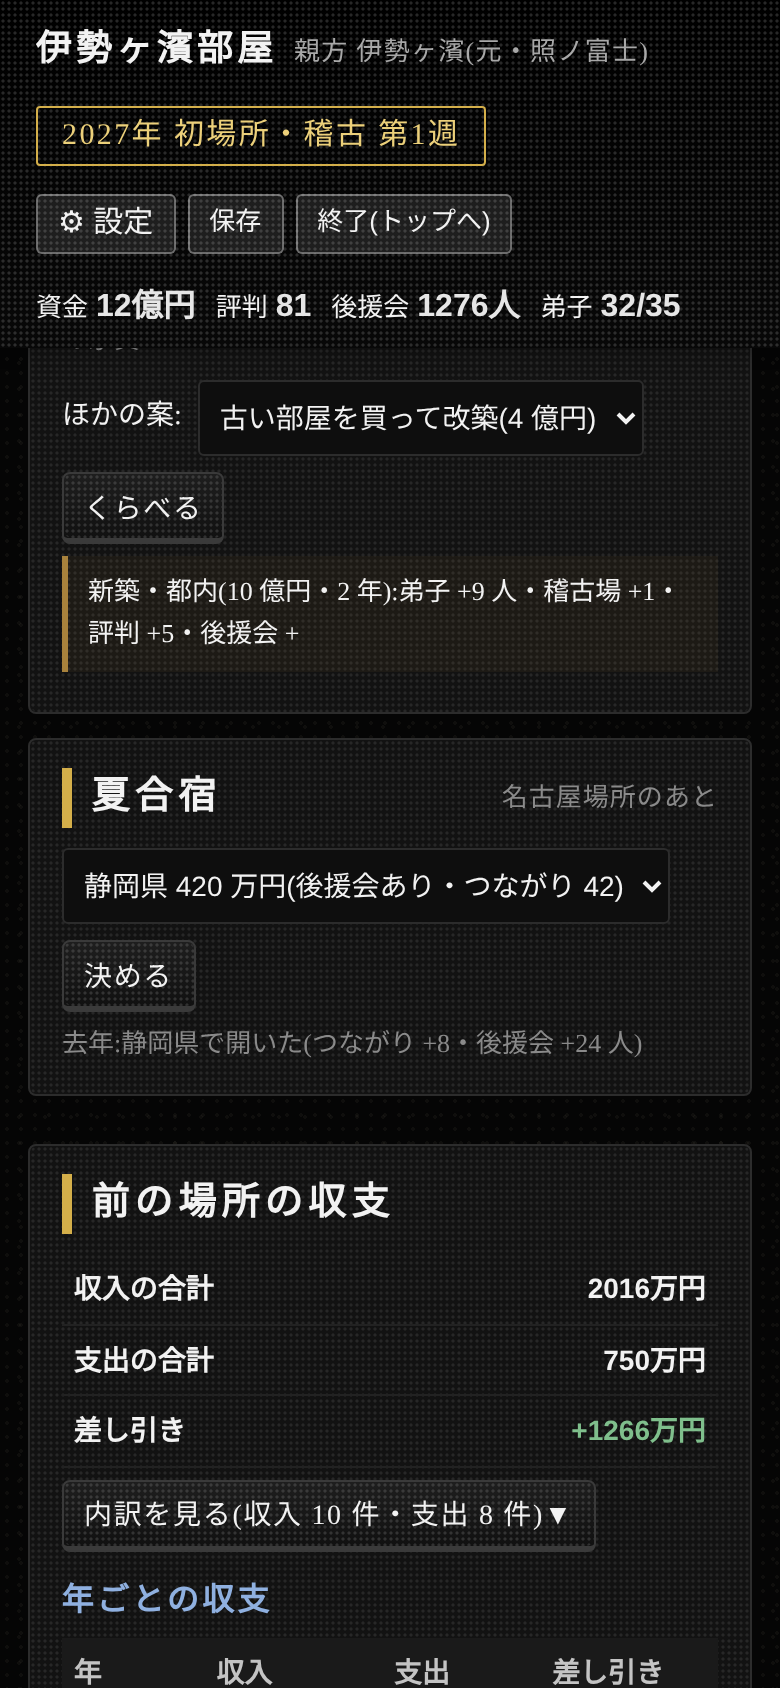 伊勢ヶ濱部屋 親方 伊勢ヶ濱(元・照ノ富士)
2027年 初場所・稽古 第1週
⚙ 設定 保存 終了(トップへ)
資金 12億円 評判 81 後援会 1276人 弟子 32/35
ほかの案: 古い部屋を買って改築(4 億円)
くらべる
新築・都内(10 億円・2 年):弟子 +9 人・稽古場 +1・
評判 +5・後援会 +
夏合宿 名古屋場所のあと
静岡県 420 万円(後援会あり・つながり 42)
決める
去年:静岡県で開いた(つながり +8・後援会 +24 人)
前の場所の収支
収入の合計 2016万円
支出の合計 750万円
差し引き +1266万円
内訳を見る(収入 10 件・支出 8 件)▼
年ごとの収支
年 収入 支出 差し引き